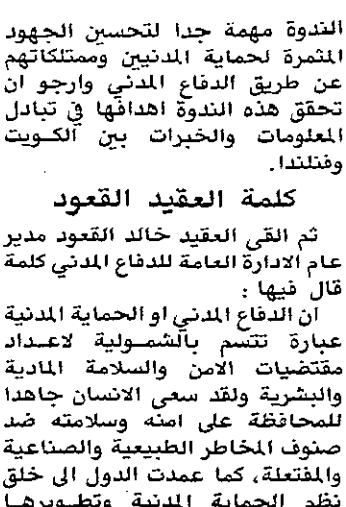 الندوة مهمة جدا لتحسين الجهود
المثمرة لحماية المدنيين وممتلكاتهم
عن طريق الدفاع المدني وارجو ان
تحقق هذه الندوة اهدافها في تبادل
المعلومات والخبرات بين الكويت
وفنلندا.
كلمة العقيد القعود
ثم القى العقيد خالد القعود مدير
عام الادارة العامة للدفاع المدني كلمة
قال فيها :
ان الدفاع المدني او الحماية المدنية
عبارة تتسم بالشمولية لاعداد
مقتضيات الامن والسلامة المادية
والبشرية ولقد سعى الانسان جاهدا
للمحافظة على امنه وسلامته ضد
صنوف المخاطر الطبيعية والصناعية
والمفتعلة، كما عمدت الدول الى خلق
نظم الحماية المدنية وتطويرها